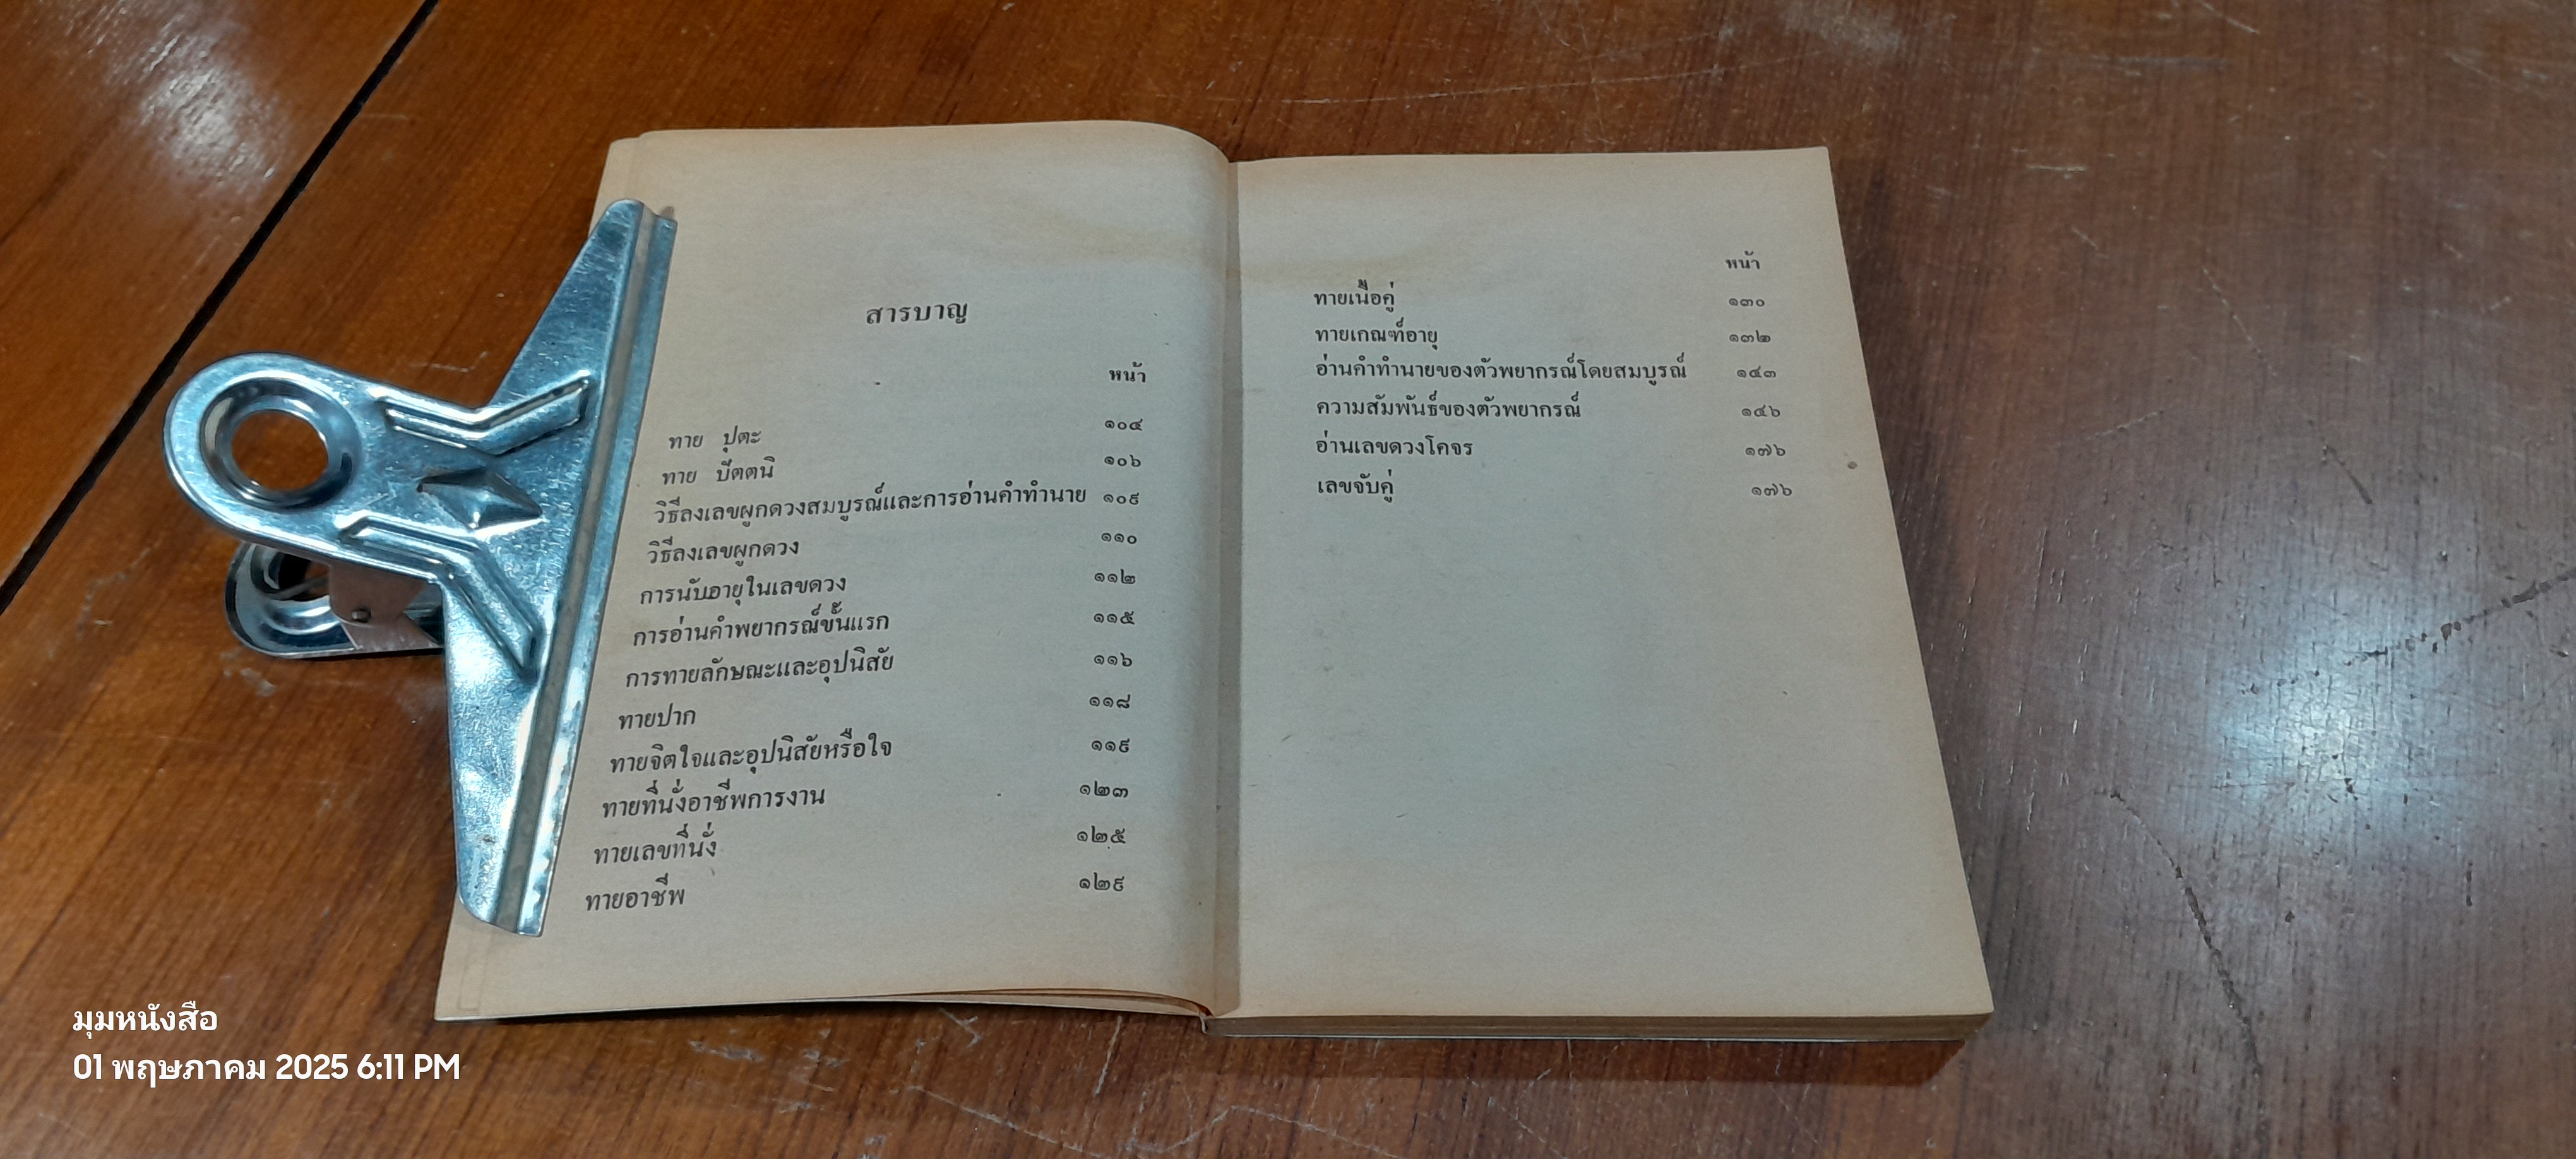 สารบาญ
หน้า
ทาย ปุตะ ๑๐๔
ทาย ปัตตนิ ๑๐๖
วิธีลงเลขผูกดวงสมบูรณ์และการอ่านคำทำนาย ๑๐๙
วิธีลงเลขผูกดวง ๑๑๐
การนับอายุในเลขดวง ๑๑๒
การอ่านคำพยากรณ์ขั้นแรก ๑๑๕
การทายลักษณะและอุปนิสัย ๑๑๖
ทายปาก ๑๑๘
ทายจิตใจและอุปนิสัยหรือใจ ๑๑๙
ทายที่นั่งอาชีพการงาน ๑๒๓
ทายเลขที่นั่ง ๑๒๕
ทายอาชีพ ๑๒๙
หน้า
ทายเนื้อคู่ ๑๓๐
ทายเกณฑ์อายุ ๑๓๒
อ่านคำทำนายของตัวพยากรณ์โดยสมบูรณ์ ๑๔๓
ความสัมพันธ์ของตัวพยากรณ์ ๑๔๖
อ่านเลขดวงโคจร ๑๗๖
เลขจับคู่ ๑๗๖
มุมหนังสือ
01 พฤษภาคม 2025 6:11 PM